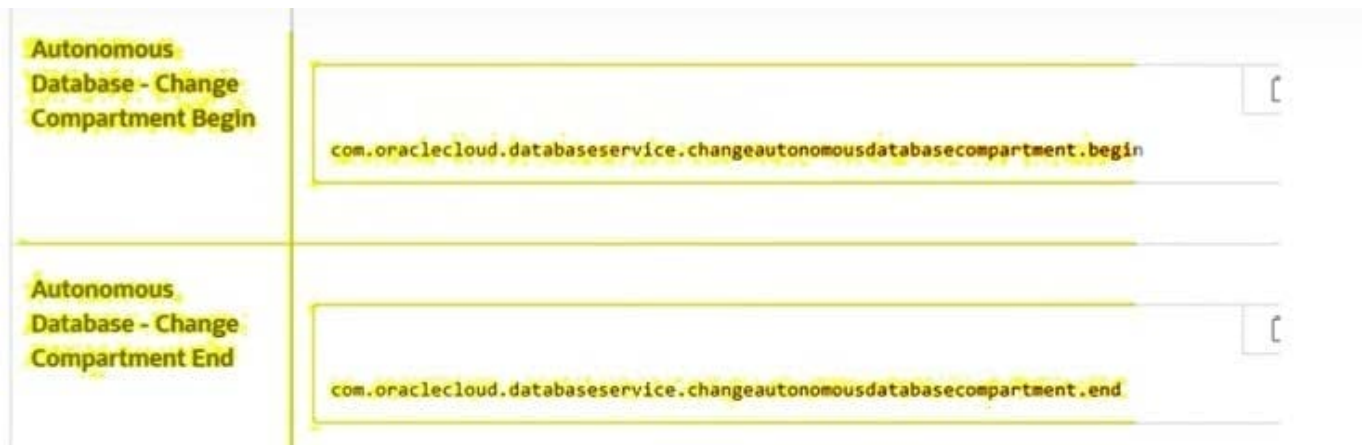 Autonomous
Database - Change
Compartment Begin
com.oraclecloud.databaseservice.changeautonomousdatabasecompartment.begin
Autonomous
Database - Change
Compartment End
com.oraclecloud.databaseservice.changeautonomousdatabasecompartment.end